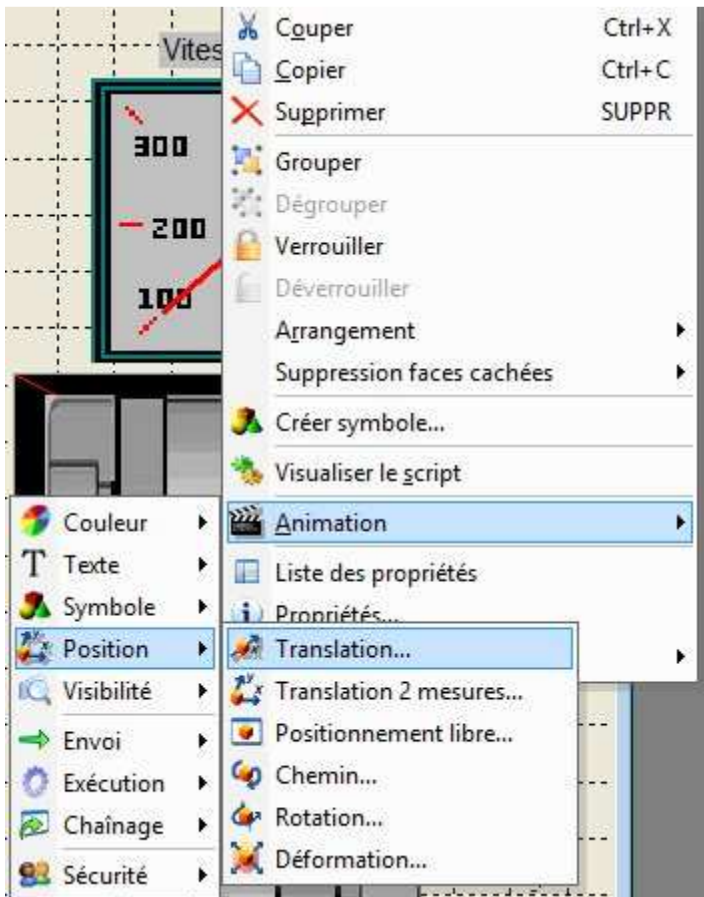 Vites
300
200
100
Couper Ctrl+X
Copier Ctrl+C
Supprimer SUPPR
Grouper
Dégrouper
Verrouiller
Déverrouiller
Arrangement
Suppression faces cachées
Créer symbole...
Visualiser le script
Animation
Liste des propriétés
Propriétés...
Couleur
Texte
Symbole
Position
Visibilité
Envoi
Exécution
Chaînage
Sécurité
Translation...
Translation 2 mesures...
Positionnement libre...
Chemin...
Rotation...
Déformation...